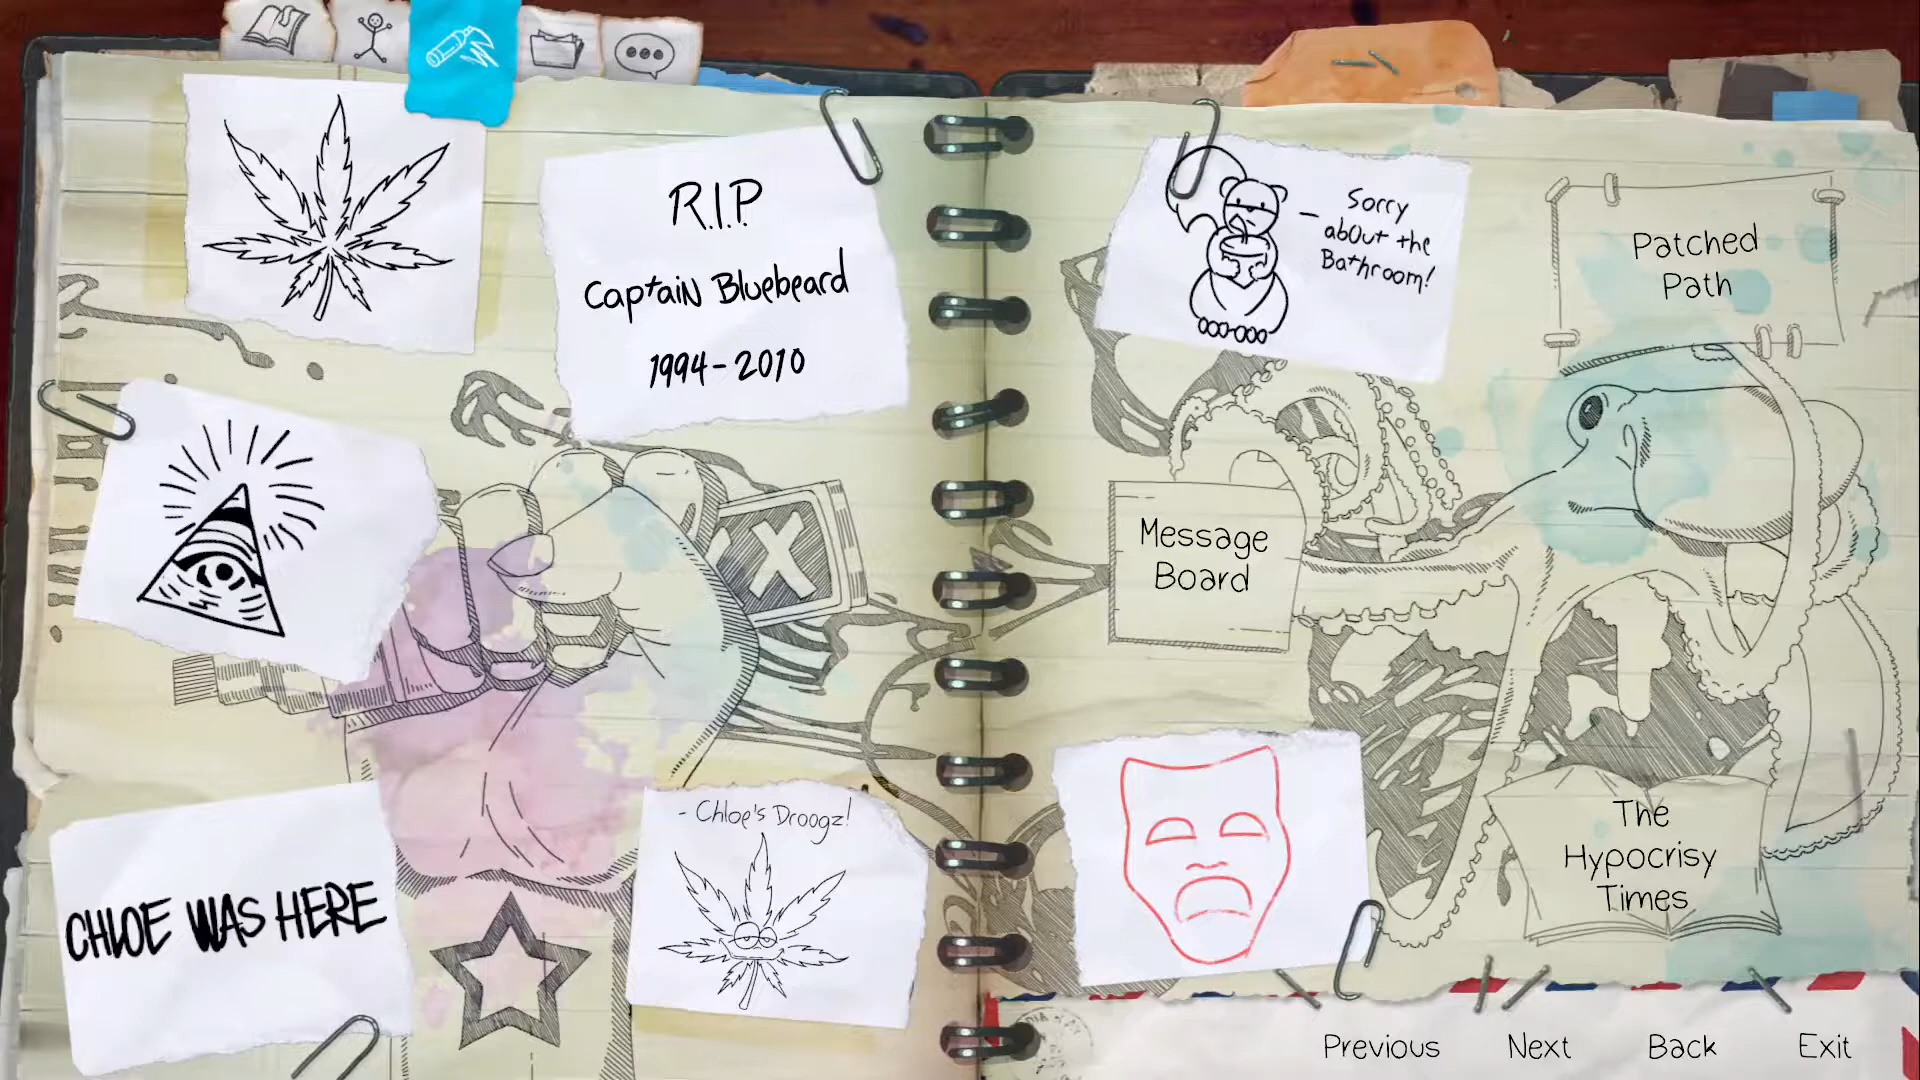 R.I.P
Captain Bluebeard
1994-2010
CHLOE WAS HERE
- Chloe's Droogz!
Sorry
about the
Bathroom!
Patched
Path
Message
Board
The
Hypocrisy
Times
Previous
Next
Back
Exit